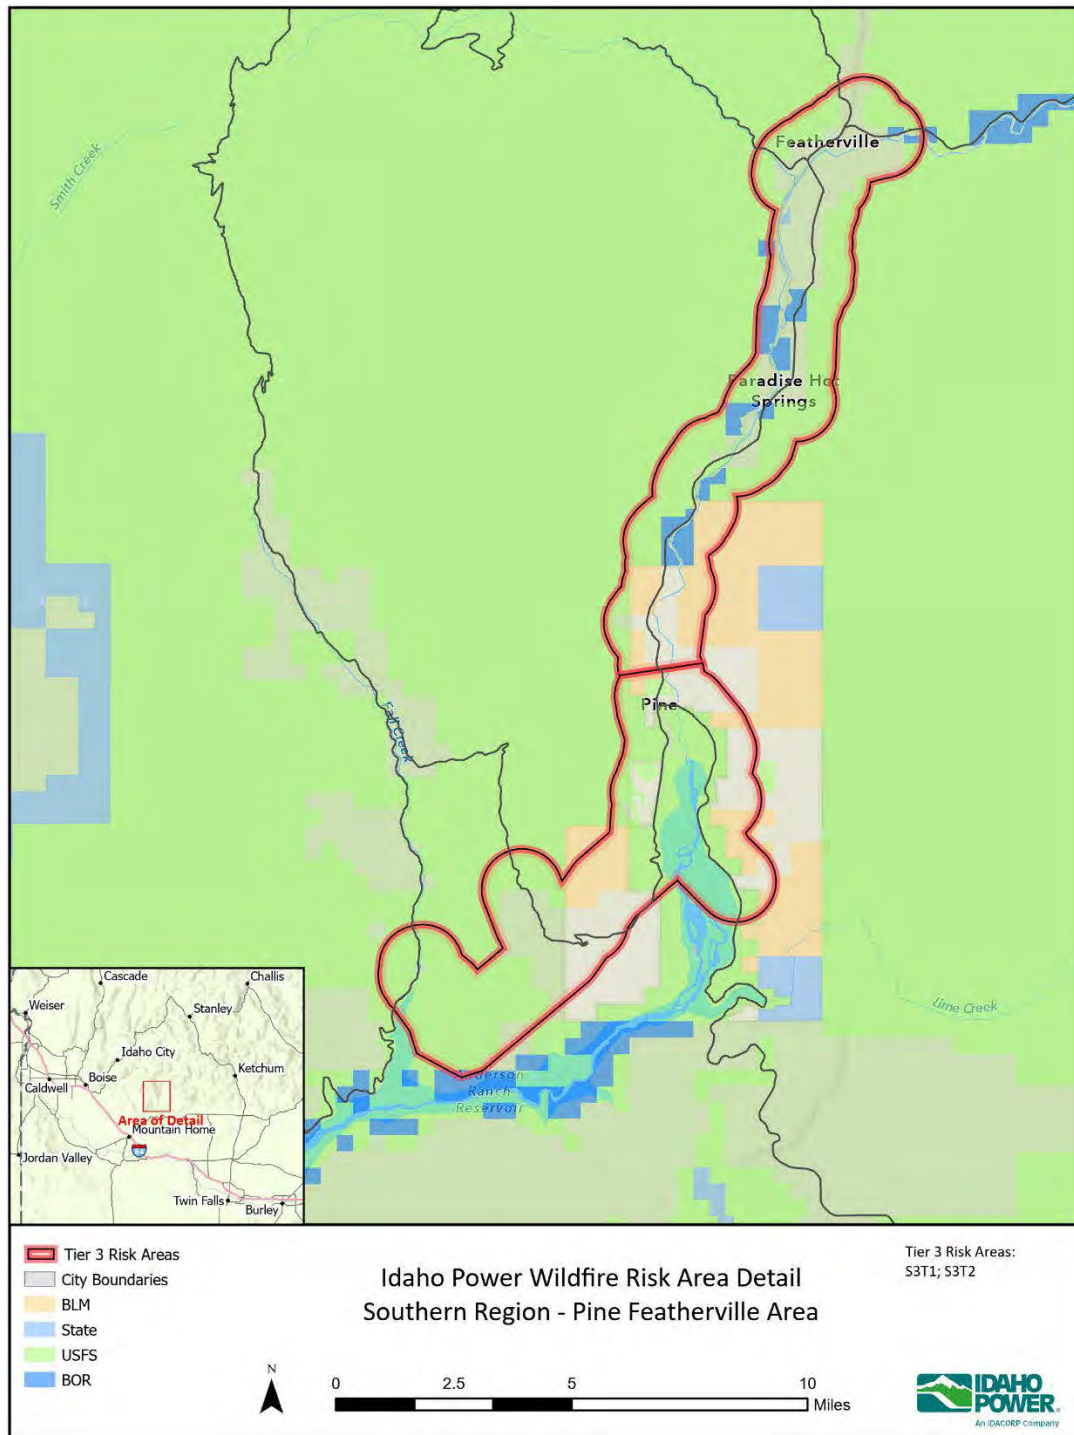 Smith Creek
Featherville
Paradise Hot
Springs
Pine
Fall Creek
Lime Creek
Anderson
Ranch
Reservoir
Cascade
Challis
Weiser
Stanley
Idaho City
Ketchum
Boise
Caldwell
Area of Detail
Mountain Home
Jordan Valley
Twin Falls
Burley
Tier 3 Risk Areas
City Boundaries
BLM
State
USFS
BOR
Idaho Power Wildfire Risk Area Detail
Southern Region - Pine Featherville Area
Tier 3 Risk Areas:
S3T1; S3T2
N
0 2.5 5 10
Miles
IDAHO
POWER®
An IDACORP Company